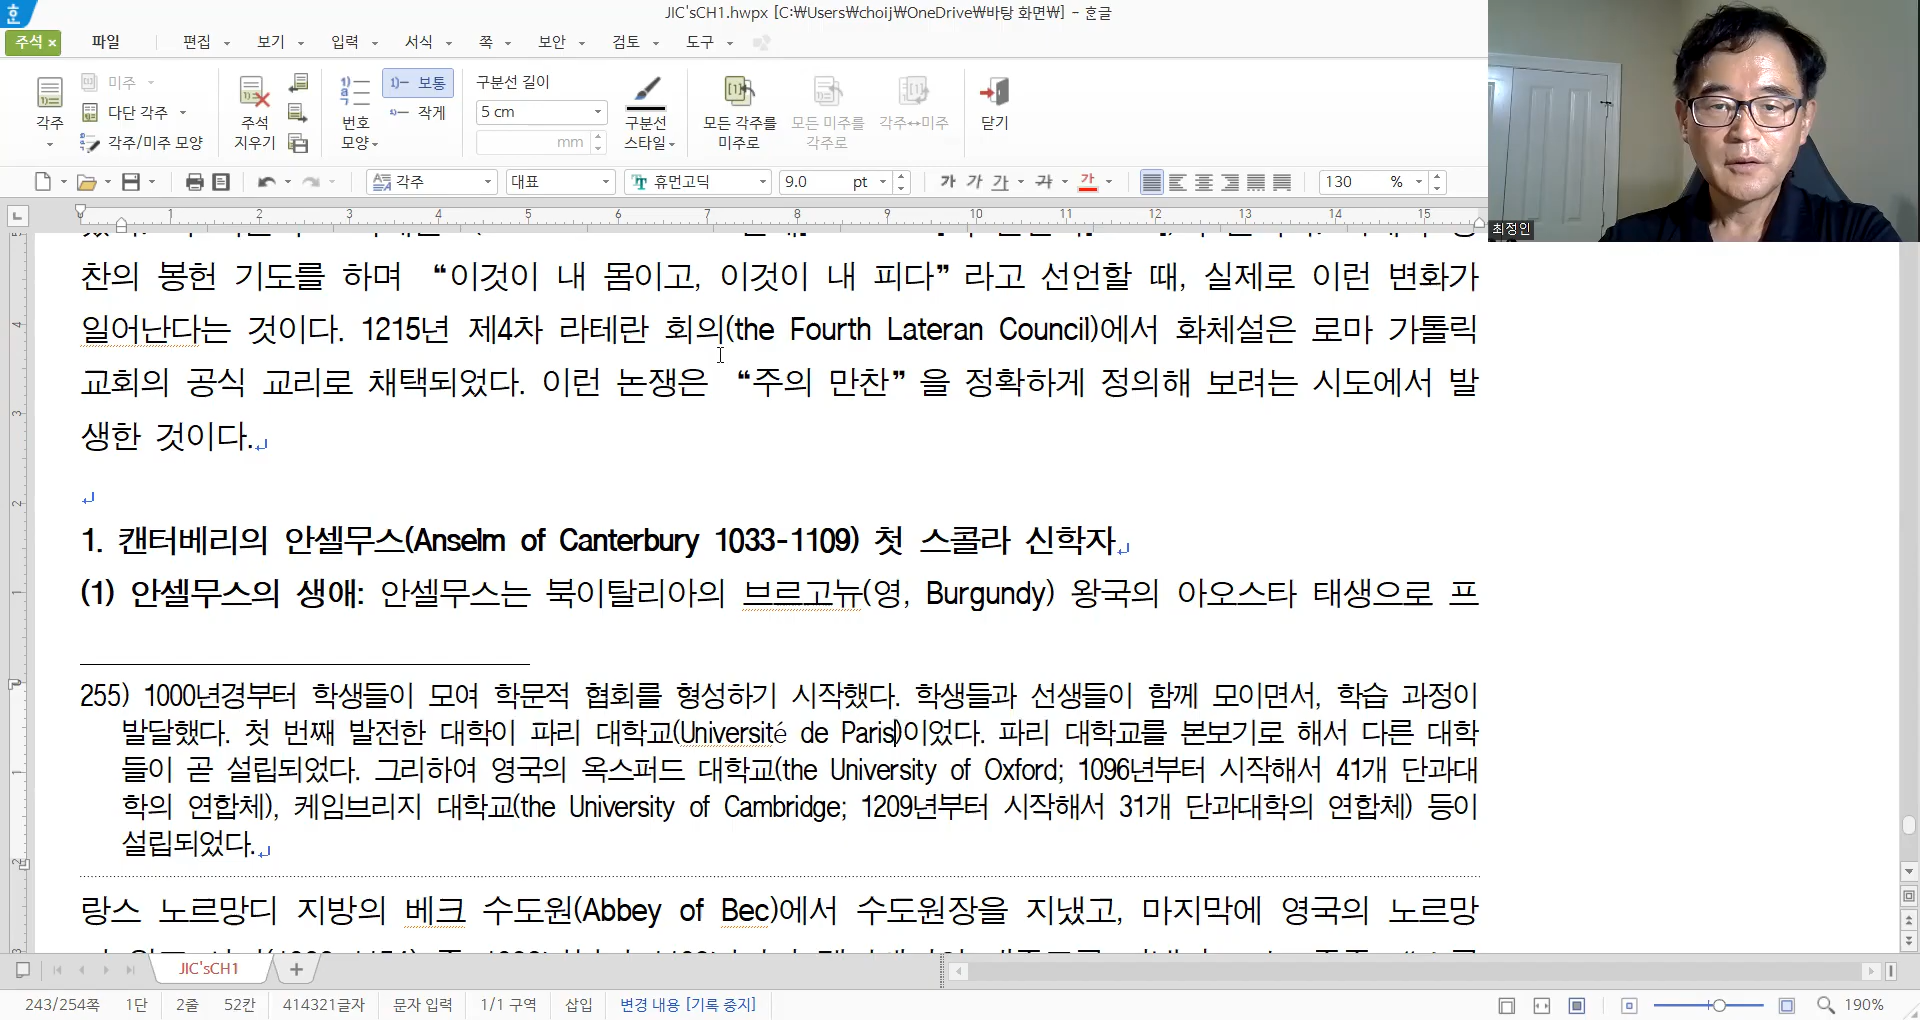 JIC'sCH1.hwpx [C:₩Users₩choij₩OneDrive₩바탕 화면₩] - 훈글
주석 × 파일 편집 보기 입력 서식 쪽 보안 검토 도구
각주
미주
다단 각주
각주/미주 모양
주석 지우기
번호 모양
보통
작게
구분선 길이
5 cm
mm
구분선 스타일
모든 각주를 미주로
모든 미주를 각주로
각주↔미주
닫기
각주 대표 휴먼고딕 9.0 pt 가 가 가 가 가 130 %
1 2 3 4 5 6 7 8 9 10 11 12 13 14 15
최정인
찬의 봉헌 기도를 하며 “이것이 내 몸이고, 이것이 내 피다”라고 선언할 때, 실제로 이런 변화가
일어난다는 것이다. 1215년 제4차 라테란 회의(the Fourth Lateran Council)에서 화체설은 로마 가톨릭
교회의 공식 교리로 채택되었다. 이런 논쟁은 “주의 만찬”을 정확하게 정의해 보려는 시도에서 발
생한 것이다.
1. 캔터베리의 안셀무스(Anselm of Canterbury 1033-1109) 첫 스콜라 신학자
(1) 안셀무스의 생애: 안셀무스는 북이탈리아의 브르고뉴(영, Burgundy) 왕국의 아오스타 태생으로 프
255) 1000년경부터 학생들이 모여 학문적 협회를 형성하기 시작했다. 학생들과 선생들이 함께 모이면서, 학습 과정이
발달했다. 첫 번째 발전한 대학이 파리 대학교(Université de Paris)이었다. 파리 대학교를 본보기로 해서 다른 대학
들이 곧 설립되었다. 그리하여 영국의 옥스퍼드 대학교(the University of Oxford; 1096년부터 시작해서 41개 단과대
학의 연합체), 케임브리지 대학교(the University of Cambridge; 1209년부터 시작해서 31개 단과대학의 연합체) 등이
설립되었다.
랑스 노르망디 지방의 베크 수도원(Abbey of Bec)에서 수도원장을 지냈고, 마지막에 영국의 노르망
JIC'sCH1
243/254쪽 1단 2줄 52칸 414321글자 문자 입력 1/1 구역 삽입 변경 내용 [기록 중지] 190%